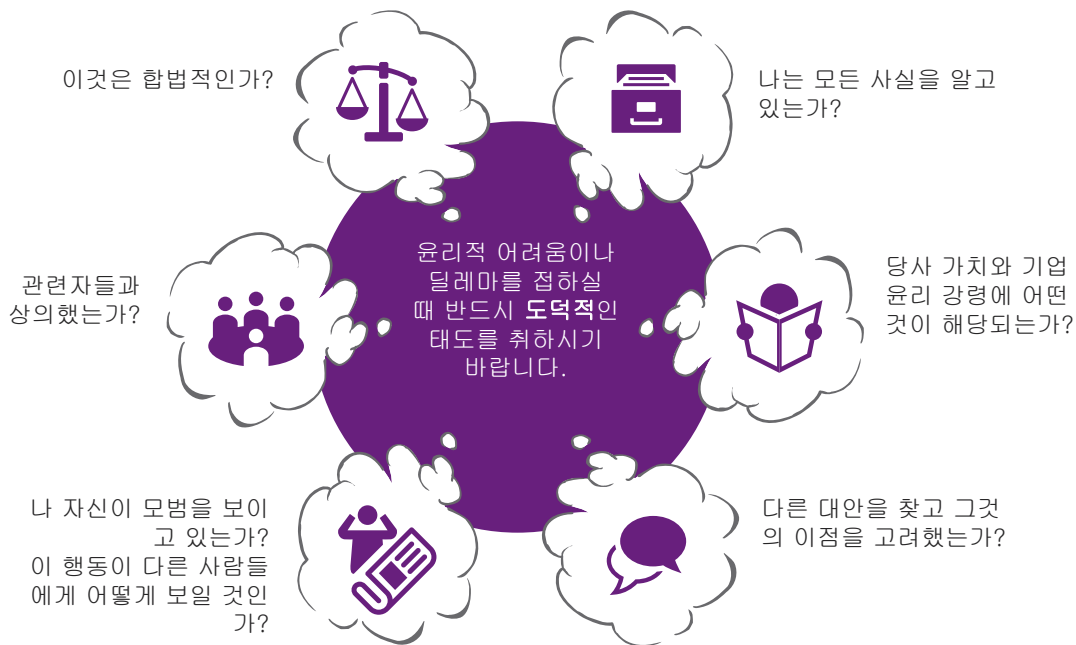 이것은 합법적인가?
나는 모든 사실을 알고
있는가?
윤리적 어려움이나
딜레마를 접하실
때 반드시 도덕적인
태도를 취하시기
바랍니다.
관련자들과
상의했는가?
당사 가치와 기업
윤리 강령에 어떤
것이 해당되는가?
나 자신이 모범을 보이
고 있는가?
이 행동이 다른 사람들
에게 어떻게 보일 것인
가?
다른 대안을 찾고 그것
의 이점을 고려했는가?